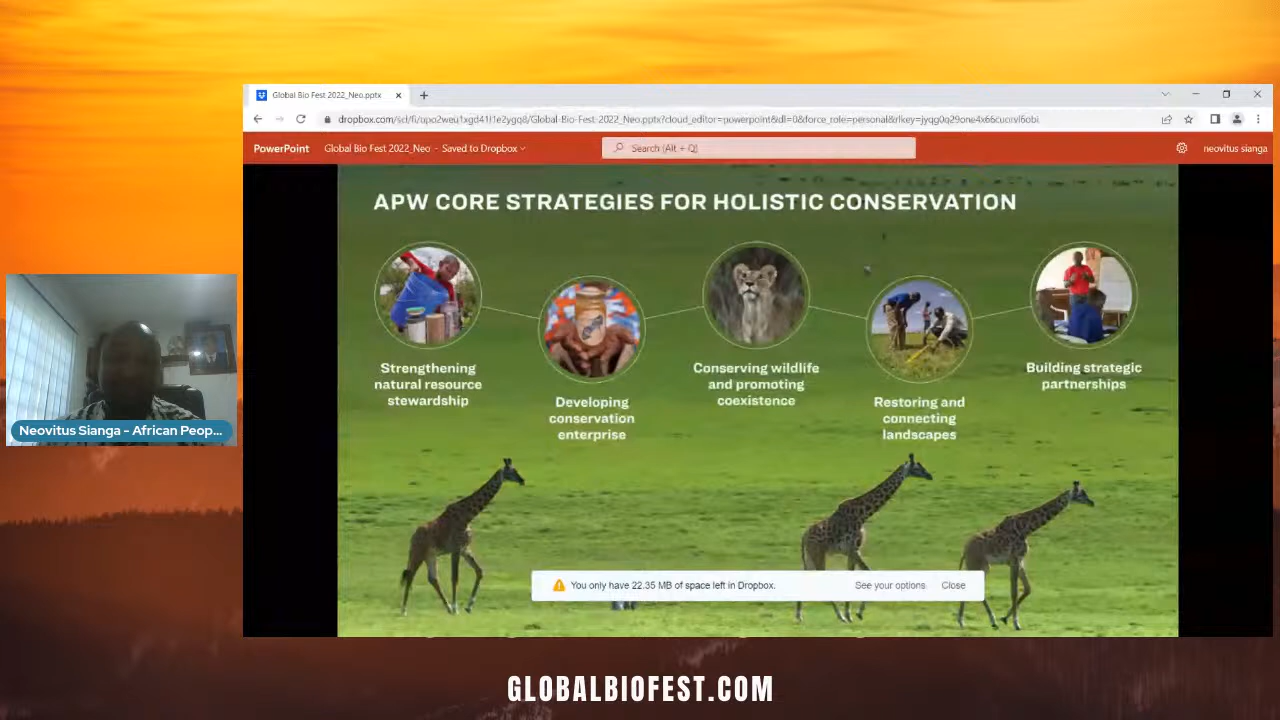 Global Bio Fest 2022_Neo.pptx
PowerPoint
Global Bio Fest 2022_Neo - Saved to Dropbox
Search (Alt + Q)
neovitus sianga
APW CORE STRATEGIES FOR HOLISTIC CONSERVATION
Strengthening
natural resource
stewardship
Developing
conservation
enterprise
Conserving wildlife
and promoting
coexistence
Restoring and
connecting
landscapes
Building strategic
partnerships
Neovitus Sianga - African Peop...
You only have 22.35 MB of space left in Dropbox.
See your options
Close
GLOBALBIOFEST.COM